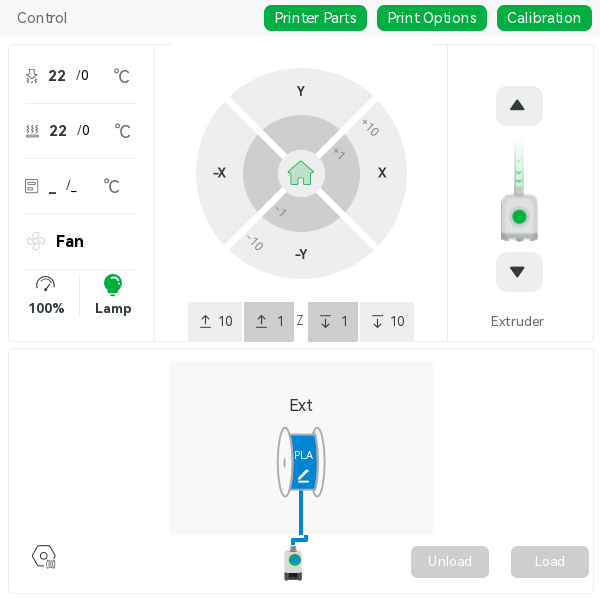 Control
Printer Parts
Print Options
Calibration
22 /0 °C
22 /0 °C
_ /_ °C
Fan
100%
Lamp
Y
+10
+1
-X
X
-1
-10
-Y
10
1
Z
1
10
Extruder
Ext
PLA
Unload
Load